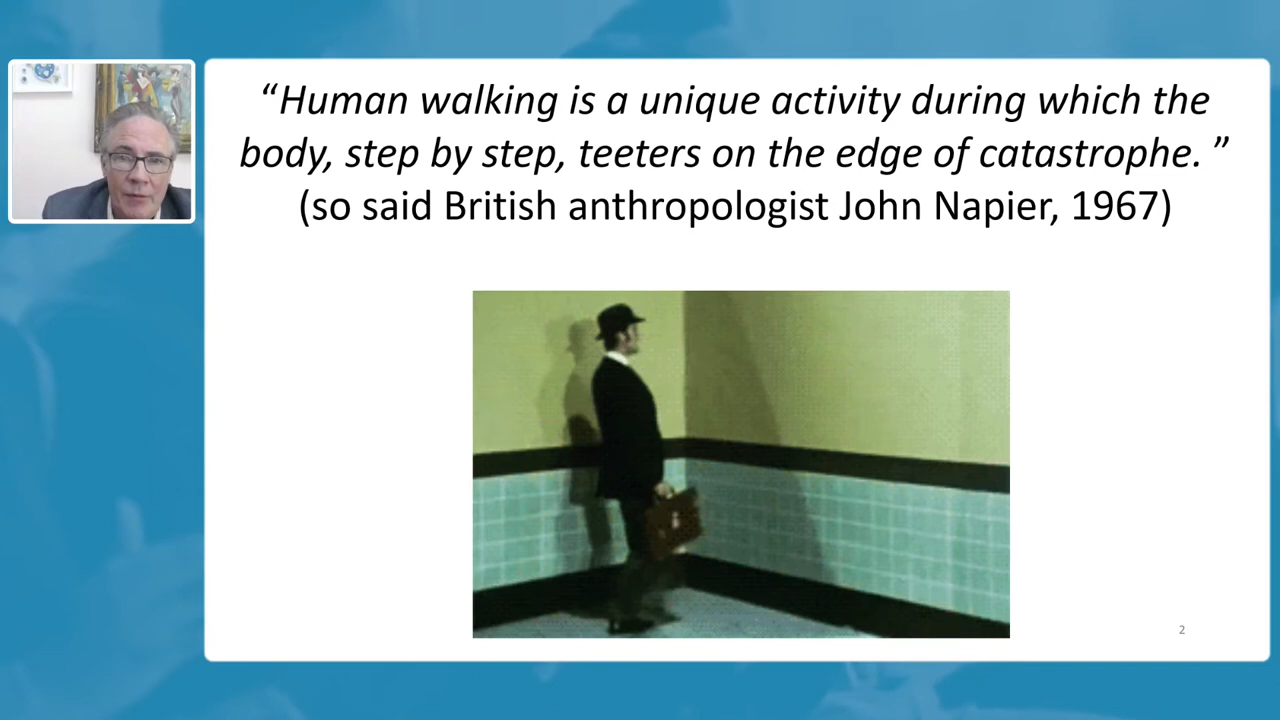 “Human walking is a unique activity during which the
body, step by step, teeters on the edge of catastrophe. ”
(so said British anthropologist John Napier, 1967)
2